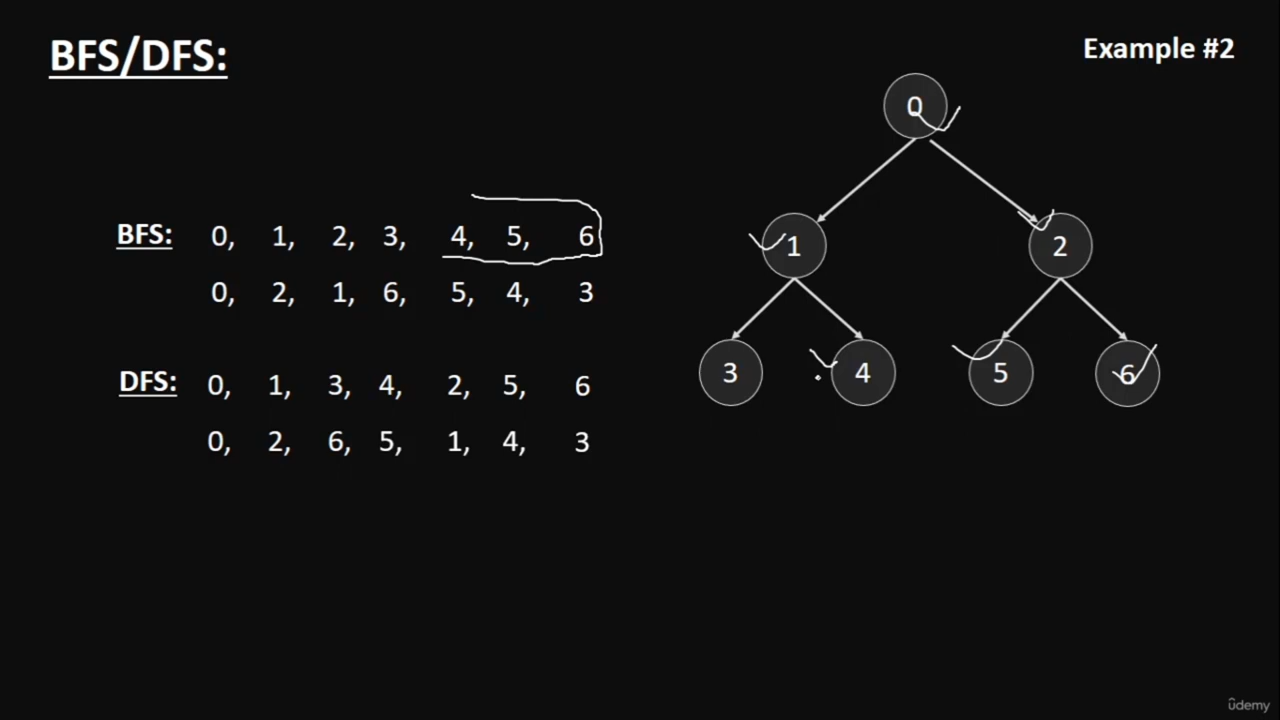 BFS/DFS:
Example #2
BFS: 0, 1, 2, 3, 4, 5, 6
0, 2, 1, 6, 5, 4, 3
DFS: 0, 1, 3, 4, 2, 5, 6
0, 2, 6, 5, 1, 4, 3
0
1 2
3 4 5 6
ûdemy